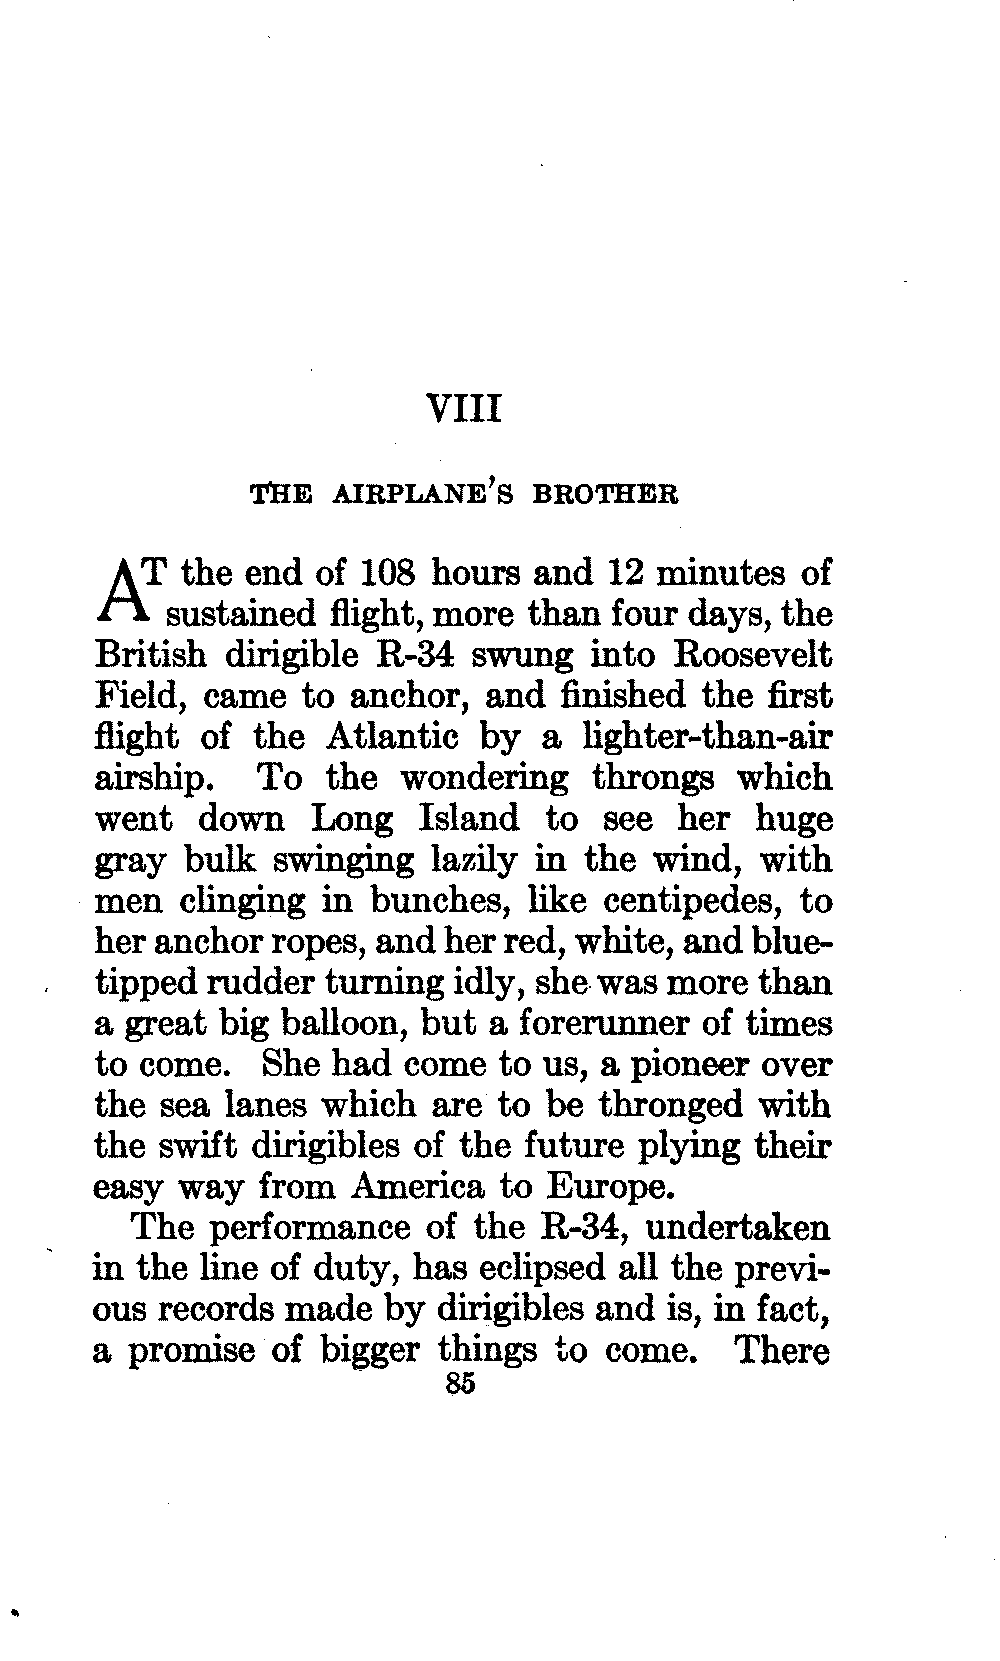 VIII
THE AIRPLANE'S BROTHER
AT the end of 108 hours and 12 minutes of
sustained flight, more than four days, the
British dirigible R-34 swung into Roosevelt
Field, came to anchor, and finished the first
flight of the Atlantic by a lighter-than-air
airship. To the wondering throngs which
went down Long Island to see her huge
gray bulk swinging lazily in the wind, with
men clinging in bunches, like centipedes, to
her anchor ropes, and her red, white, and blue-
tipped rudder turning idly, she was more than
a great big balloon, but a forerunner of times
to come. She had come to us, a pioneer over
the sea lanes which are to be thronged with
the swift dirigibles of the future plying their
easy way from America to Europe.
The performance of the R-34, undertaken
in the line of duty, has eclipsed all the previ-
ous records made by dirigibles and is, in fact,
a promise of bigger things to come. There
85